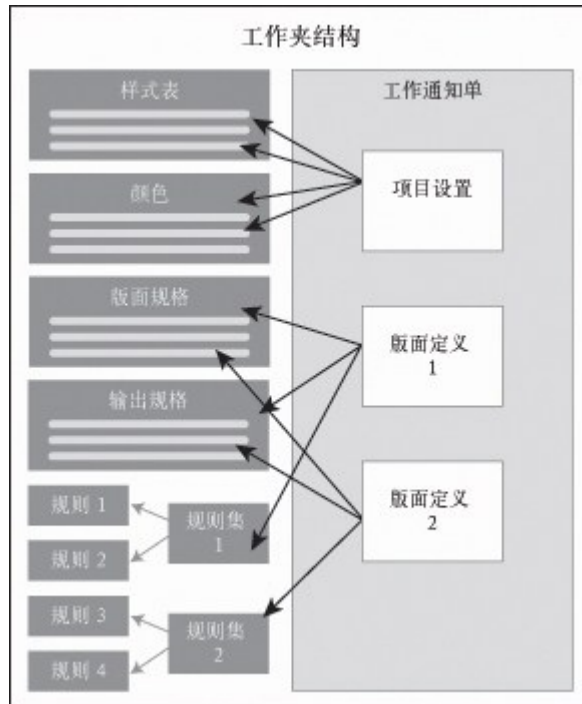 工作夹结构
样式表
颜色
版面规格
输出规格
规则 1
规则 2
规则集
1
规则 3
规则 4
规则集
2
工作通知单
项目设置
版面定义
1
版面定义
2